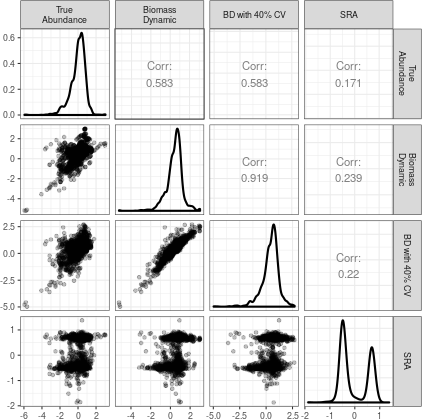 True
Abundance
Biomass
Dynamic
BD with 40% CV
SRA
0.6
0.4
0.2
0.0
Corr:
0.583
Corr:
0.583
Corr:
0.171
True
Abundance
2
0
-2
-4
Corr:
0.919
Corr:
0.239
Biomass
Dynamic
2.5
0.0
-2.5
-5.0
Corr:
0.22
BD with 40% CV
1
0
-1
-2
SRA
-6 -4 -2 0 2
-4 -2 0 2
-5.0 -2.5 0.0 2.5
-2 -1 0 1